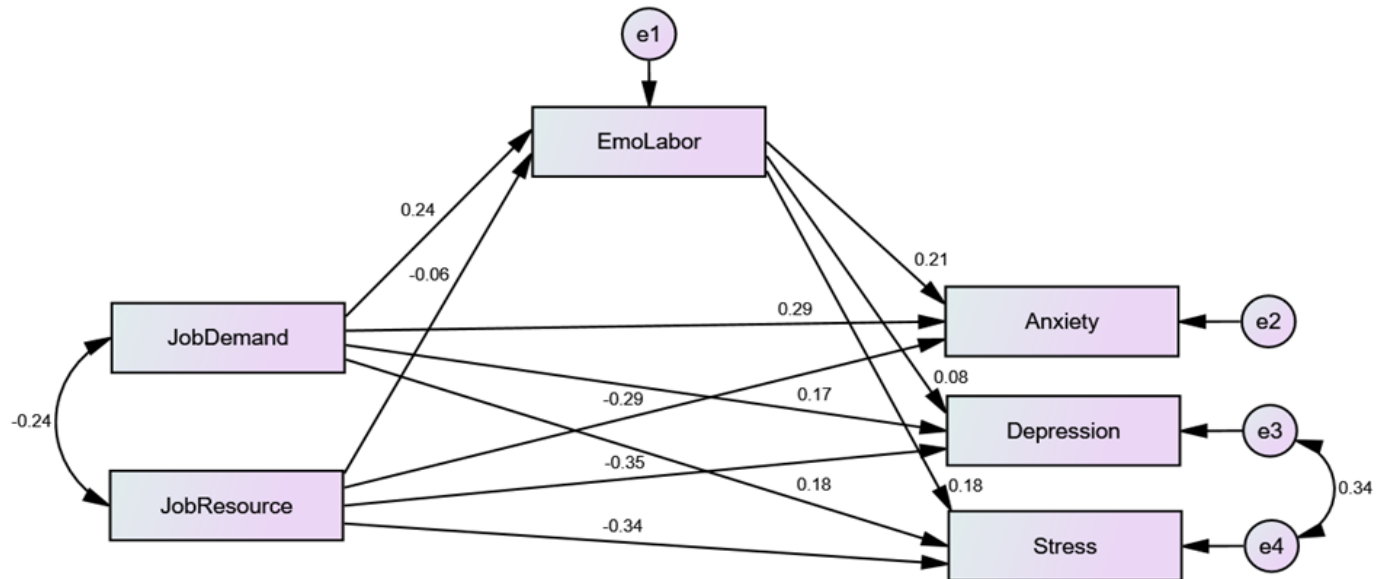 e1
EmoLabor
0.24
-0.06
0.21
0.29
Anxiety
e2
JobDemand
-0.29
0.17
0.08
-0.24
Depression
e3
-0.35
0.18
0.18
0.34
JobResource
-0.34
Stress
e4